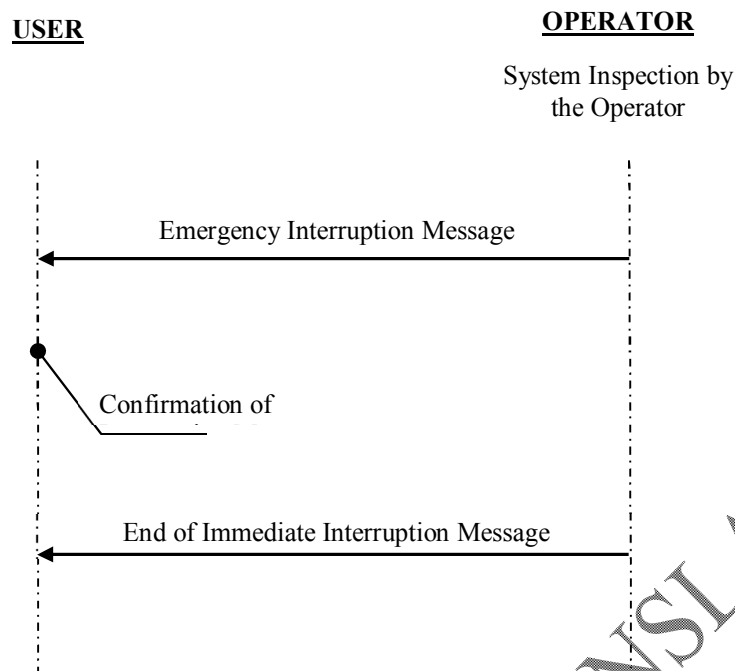 USER
OPERATOR
System Inspection by
the Operator
Emergency Interruption Message
Confirmation of
End of Immediate Interruption Message